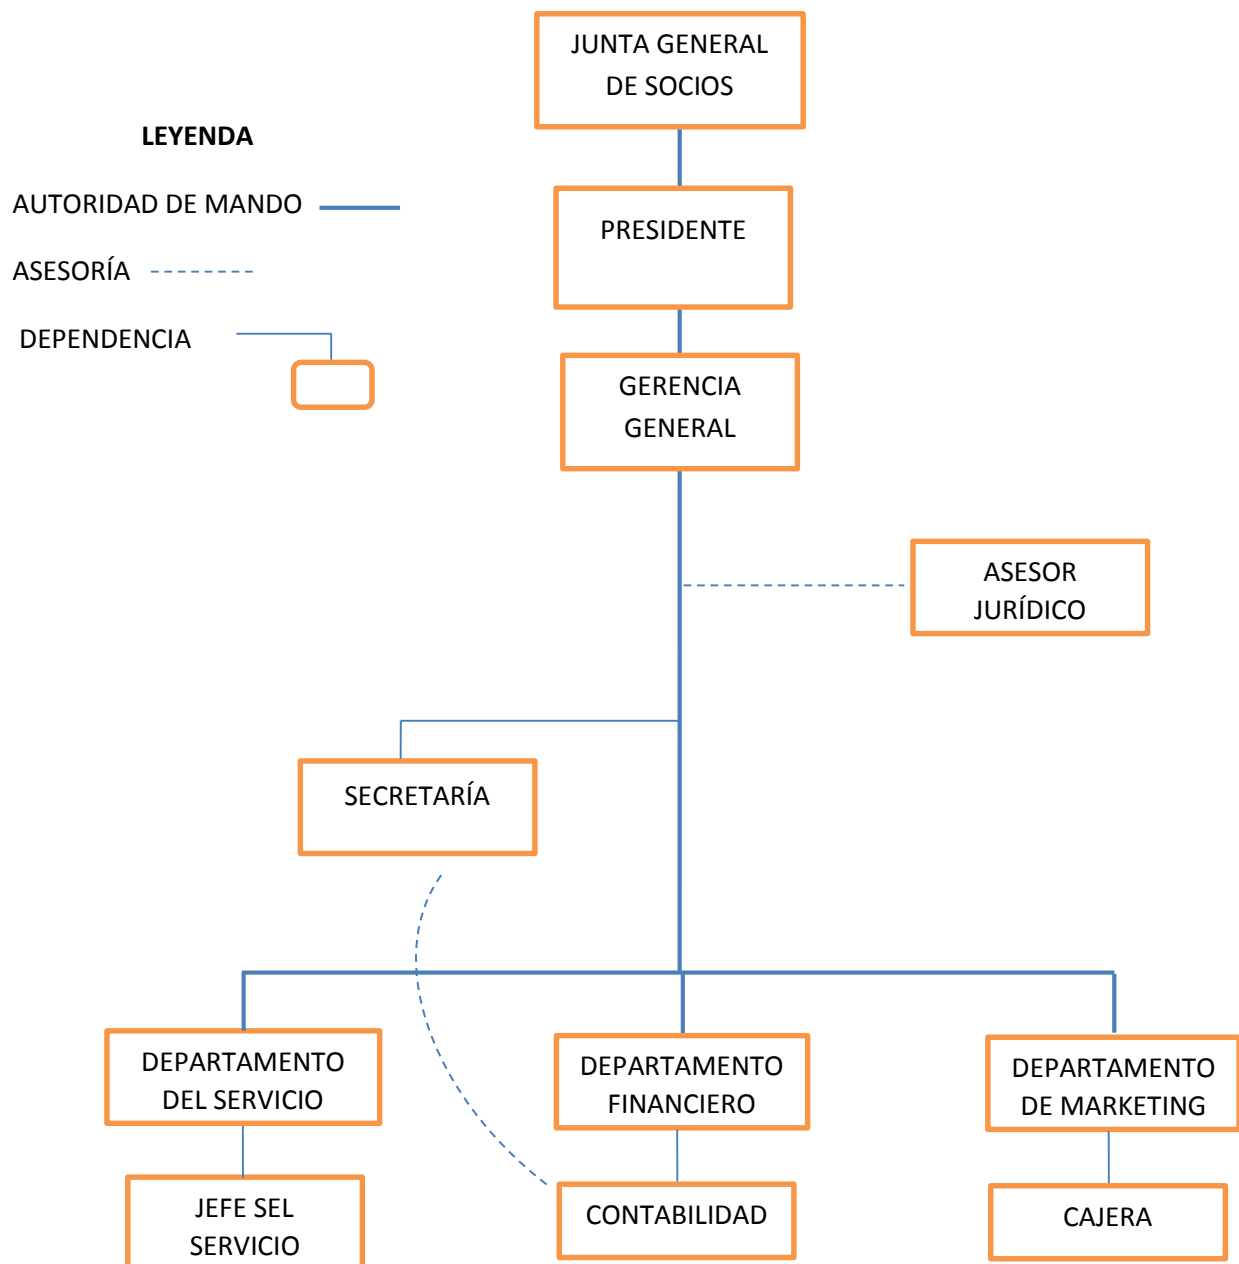 JUNTA GENERAL
DE SOCIOS
LEYENDA
AUTORIDAD DE MANDO
PRESIDENTE
ASESORÍA
DEPENDENCIA
GERENCIA
GENERAL
ASESOR
JURÍDICO
SECRETARÍA
DEPARTAMENTO
DEL SERVICIO
DEPARTAMENTO
FINANCIERO
DEPARTAMENTO
DE MARKETING
JEFE SEL
SERVICIO
CONTABILIDAD
CAJERA